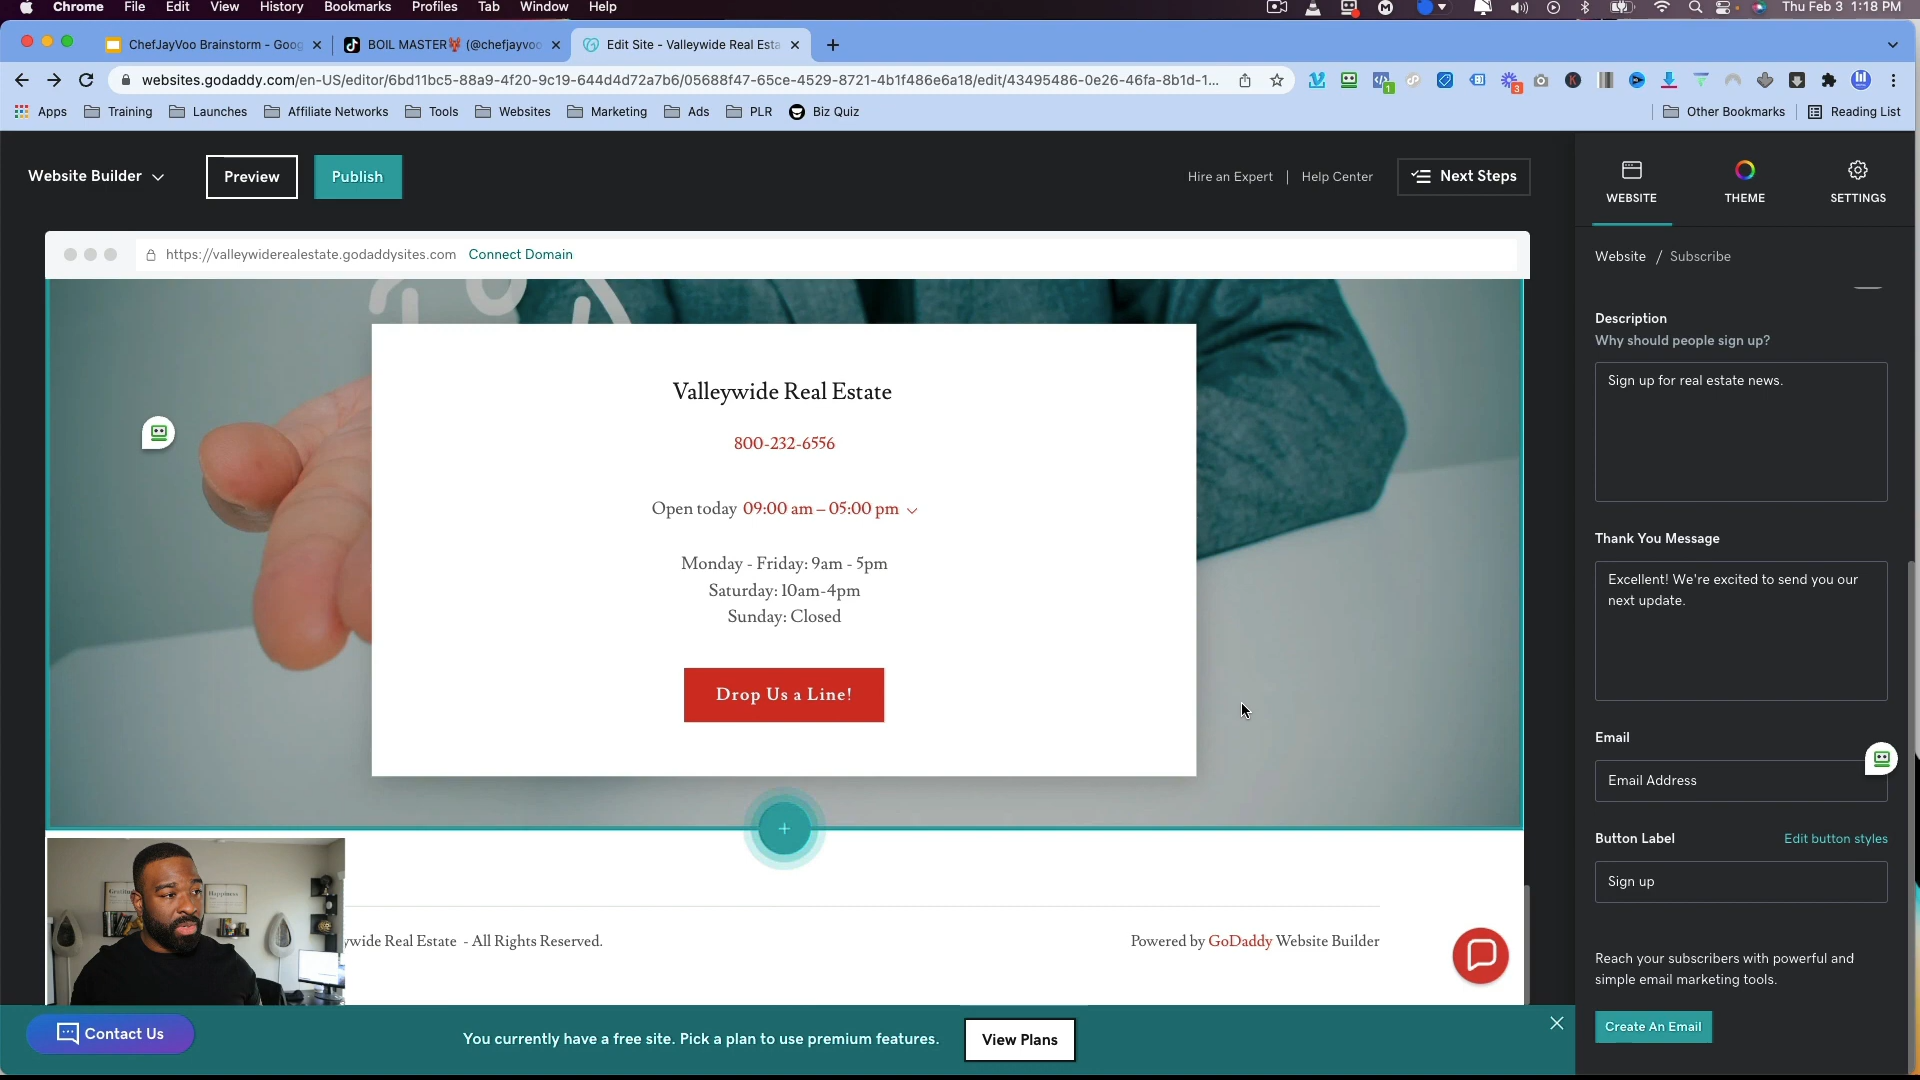 Chrome File Edit View History Bookmarks Profiles Tab Window Help Thu Feb 3 1:18 PM
ChefJayVoo Brainstorm - Goog BOIL MASTER🦞 (@chefjayvoo Edit Site - Valleywide Real Esta
websites.godaddy.com/en-US/editor/6bd11bc5-88a9-4f20-9c19-644d4d72a7b6/05688f47-65ce-4529-8721-4b1f486e6a18/edit/43495486-0e26-46fa-8b1d-1...
Apps Training Launches Affiliate Networks Tools Websites Marketing Ads PLR Biz Quiz Other Bookmarks Reading List
Website Builder Preview Publish Hire an Expert | Help Center Next Steps
WEBSITE THEME SETTINGS
https://valleywiderealestate.godaddysites.com Connect Domain
Website / Subscribe
Valleywide Real Estate
800-232-6556
Open today 09:00 am – 05:00 pm
Monday - Friday: 9am - 5pm
Saturday: 10am-4pm
Sunday: Closed
Drop Us a Line!
ywide Real Estate - All Rights Reserved.
Powered by GoDaddy Website Builder
Description
Why should people sign up?
Sign up for real estate news.
Thank You Message
Excellent! We're excited to send you our
next update.
Email
Email Address
Button Label Edit button styles
Sign up
Reach your subscribers with powerful and
simple email marketing tools.
Create An Email
Contact Us
You currently have a free site. Pick a plan to use premium features. View Plans